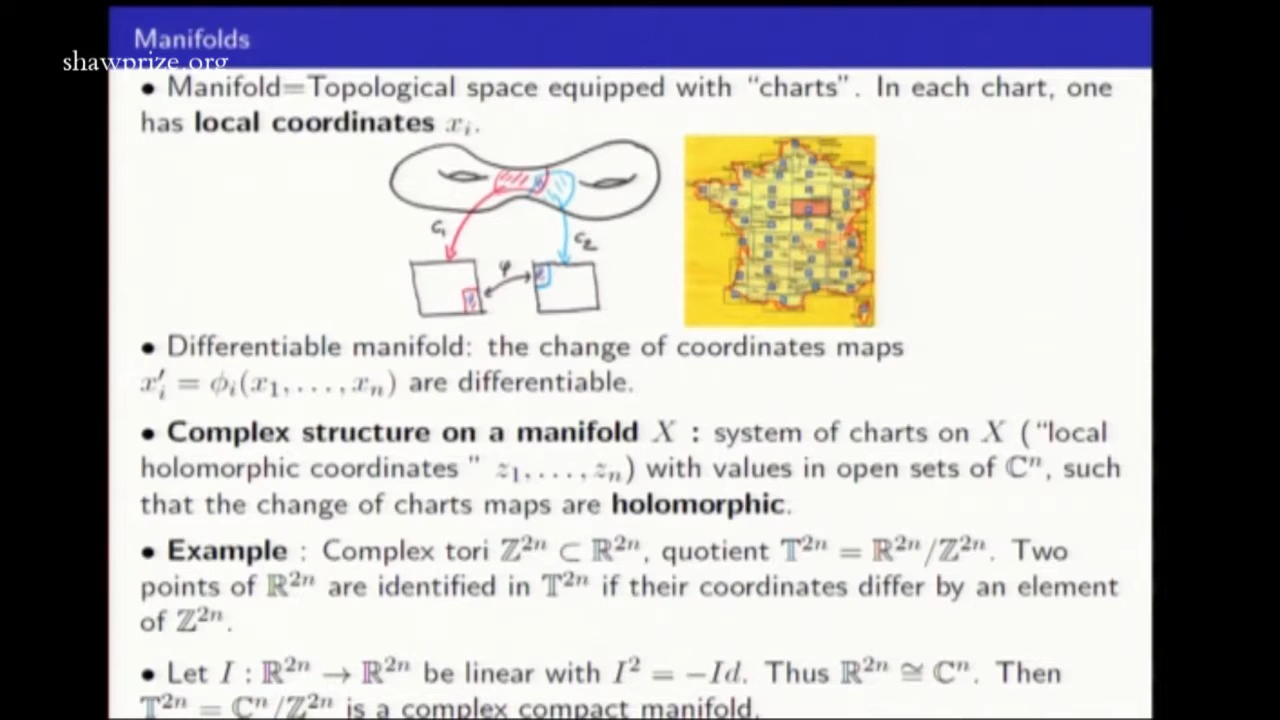 Manifolds
shawprize.org
• Manifold=Topological space equipped with “charts”. In each chart, one
has local coordinates xᵢ.
c₁
c₂
φ
• Differentiable manifold: the change of coordinates maps
x′ᵢ = ϕᵢ(x₁, . . . , xₙ) are differentiable.
• Complex structure on a manifold X : system of charts on X (“local
holomorphic coordinates ” z₁, . . . , zₙ) with values in open sets of ℂⁿ, such
that the change of charts maps are holomorphic.
• Example : Complex tori ℤ²ⁿ ⊂ ℝ²ⁿ, quotient 𝕋²ⁿ = ℝ²ⁿ/ℤ²ⁿ. Two
points of ℝ²ⁿ are identified in 𝕋²ⁿ if their coordinates differ by an element
of ℤ²ⁿ.
• Let I : ℝ²ⁿ → ℝ²ⁿ be linear with I² = −Id. Thus ℝ²ⁿ ≅ ℂⁿ. Then
𝕋²ⁿ = ℂⁿ/ℤ²ⁿ is a complex compact manifold.